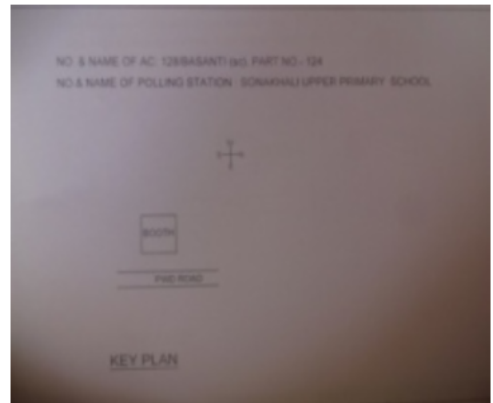 NO. & NAME OF AC. 128/BASANTI (SC). PART NO.- 124
NO.& NAME OF POLLING STATION : SONAKHALI UPPER PRIMARY SCHOOL
BOOTH
PWD ROAD
KEY PLAN